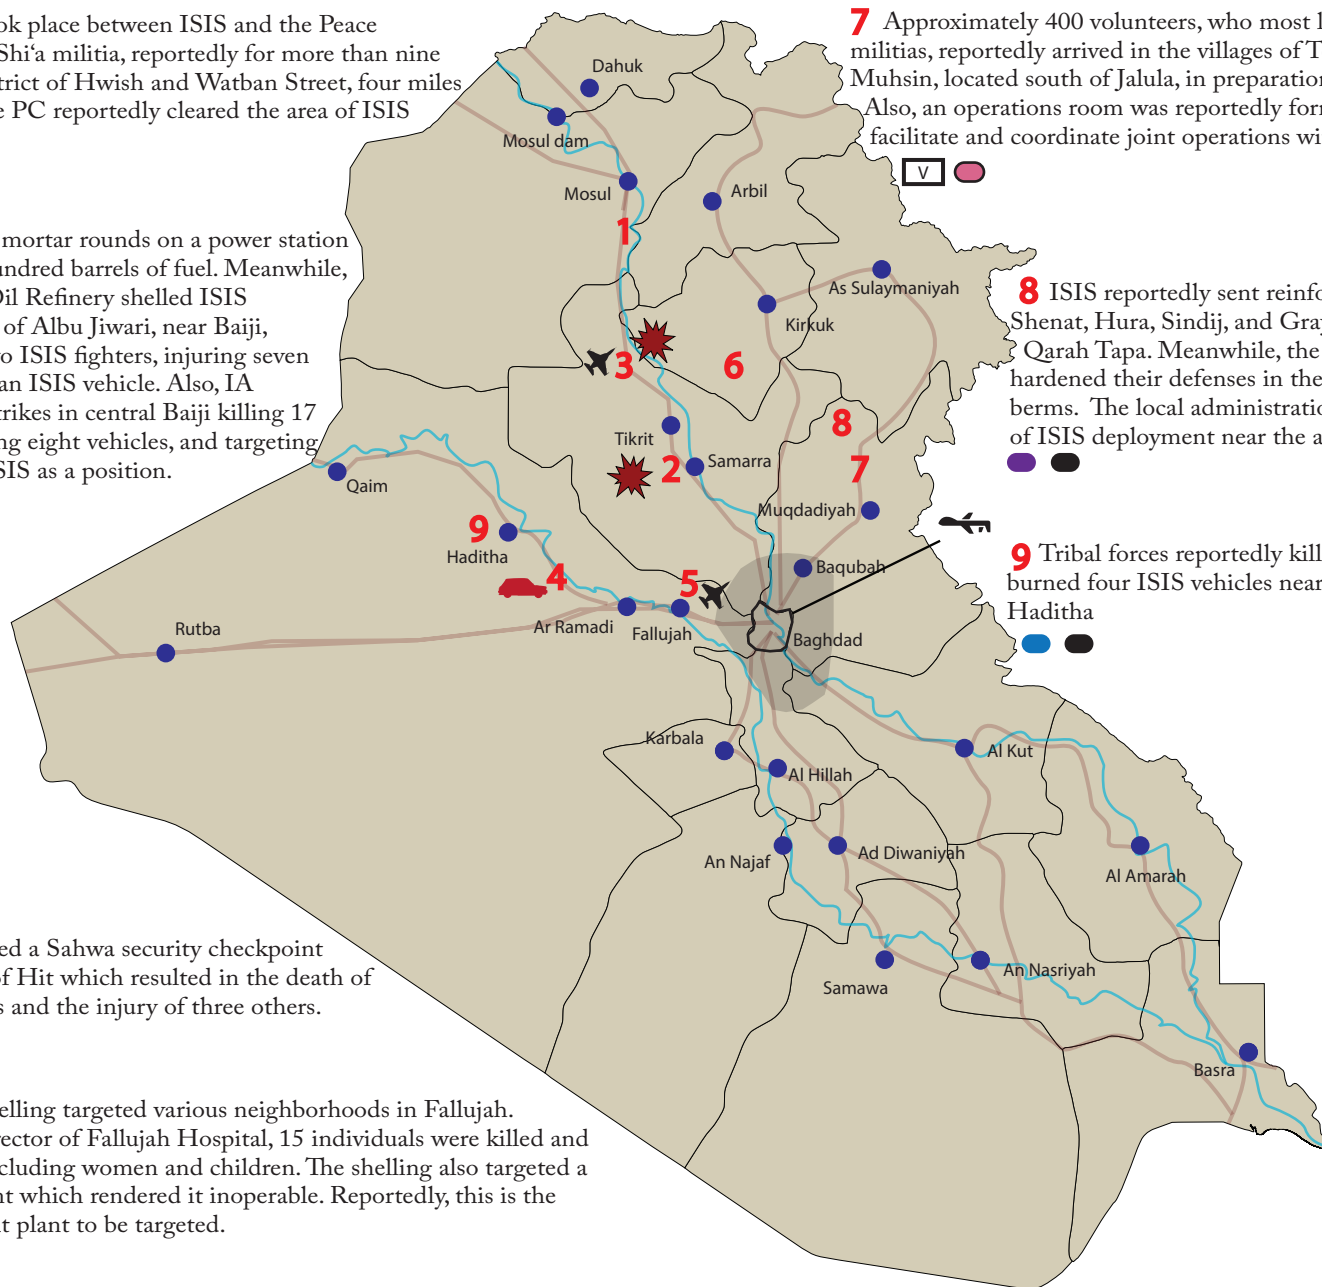 ok place between ISIS and the Peace
Shi‘a militia, reportedly for more than nine
trict of Hwish and Watban Street, four miles
e PC reportedly cleared the area of ISIS
mortar rounds on a power station
undred barrels of fuel. Meanwhile,
Oil Refinery shelled ISIS
of Albu Jiwari, near Baiji,
o ISIS fighters, injuring seven
an ISIS vehicle. Also, IA
trikes in central Baiji killing 17
ng eight vehicles, and targeting
SIS as a position.
ed a Sahwa security checkpoint
of Hit which resulted in the death of
s and the injury of three others.
elling targeted various neighborhoods in Fallujah.
rector of Fallujah Hospital, 15 individuals were killed and
cluding women and children. The shelling also targeted a
nt which rendered it inoperable. Reportedly, this is the
t plant to be targeted.
7 Approximately 400 volunteers, who most l
militias, reportedly arrived in the villages of T
Muhsin, located south of Jalula, in preparation
Also, an operations room was reportedly for
facilitate and coordinate joint operations wi
V
8 ISIS reportedly sent reinfo
Shenat, Hura, Sindij, and Gra
Qarah Tapa. Meanwhile, the
hardened their defenses in the
berms. The local administratio
of ISIS deployment near the a
9 Tribal forces reportedly kill
burned four ISIS vehicles near
Haditha
Dahuk
Mosul dam
Mosul
Arbil
1
As Sulaymaniyah
Kirkuk
3
6
8
Tikrit
2
Samarra
7
Qaim
Muqdadiyah
9
Haditha
4
5
Baqubah
Ar Ramadi
Fallujah
Baghdad
Rutba
Karbala
Al Hillah
Al Kut
An Najaf
Ad Diwaniyah
Al Amarah
Samawa
An Nasriyah
Basra